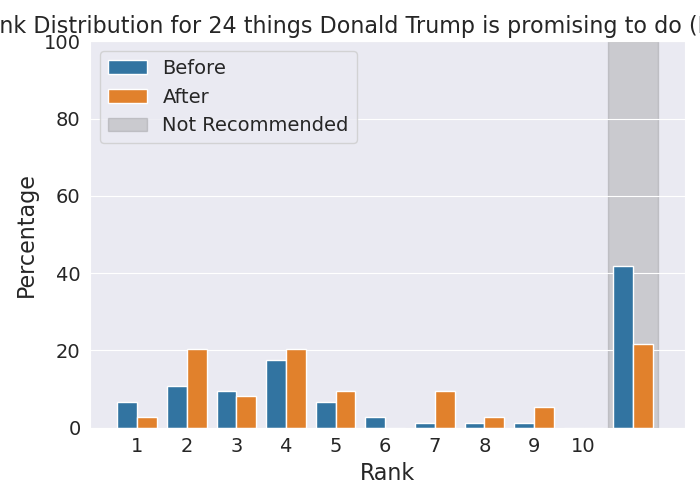 nk Distribution for 24 things Donald Trump is promising to do (
100
80
60
40
20
0
Percentage
Before
After
Not Recommended
1 2 3 4 5 6 7 8 9 10
Rank